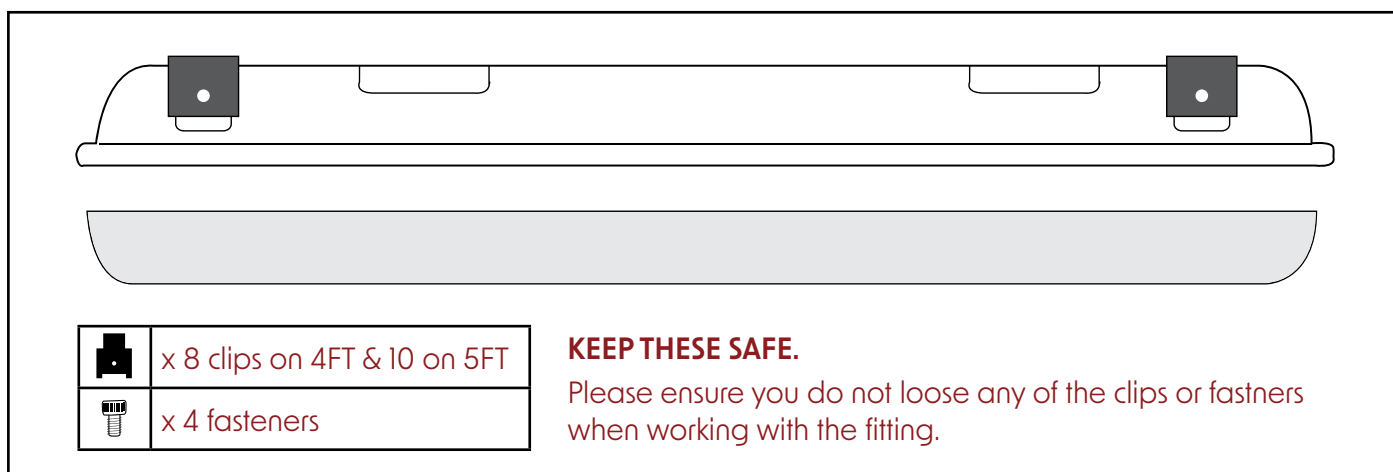 x 8 clips on 4FT & 10 on 5FT
x 4 fasteners
KEEP THESE SAFE.
Please ensure you do not loose any of the clips or fastners
when working with the fitting.